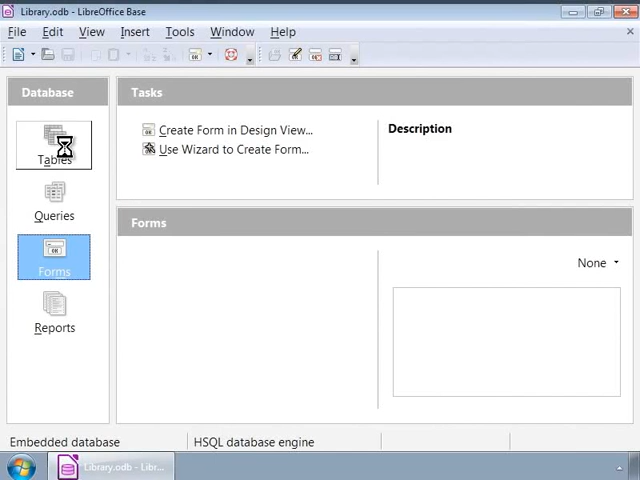 Library.odb - LibreOffice Base
File Edit View Insert Tools Window Help
Database
Tables
Queries
Forms
Reports
Tasks
Create Form in Design View...
Use Wizard to Create Form...
Description
Forms
None
Embedded database
HSQL database engine
Library.odb - Libr...